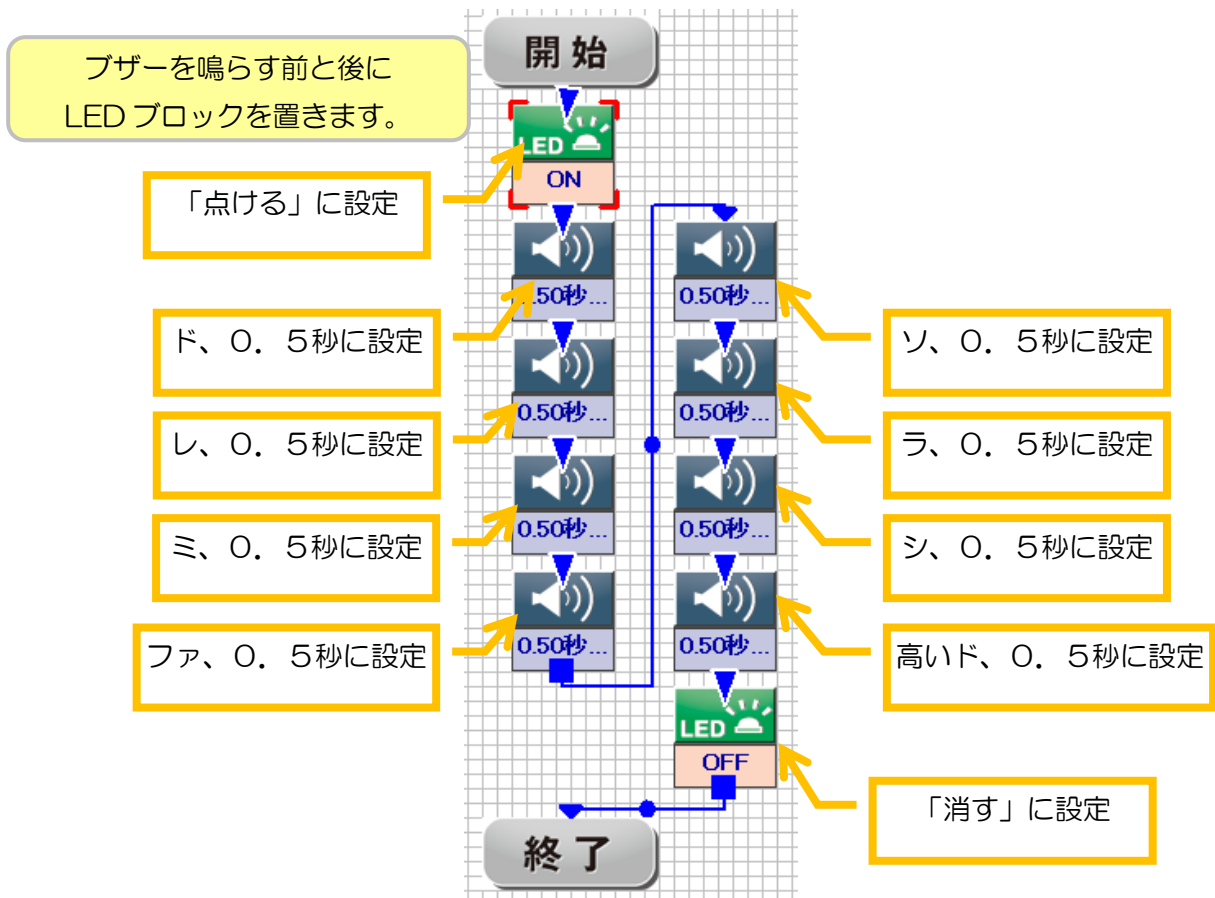 開始
ブザーを鳴らす前と後に
LED ブロックを置きます。
LED
ON
「点ける」に設定
.50秒...
ド、０．５秒に設定
0.50秒...
レ、０．５秒に設定
0.50秒...
ミ、０．５秒に設定
0.50秒...
ファ、０．５秒に設定
0.50秒...
ソ、０．５秒に設定
0.50秒...
ラ、０．５秒に設定
0.50秒...
シ、０．５秒に設定
0.50秒...
高いド、０．５秒に設定
LED
OFF
「消す」に設定
終了